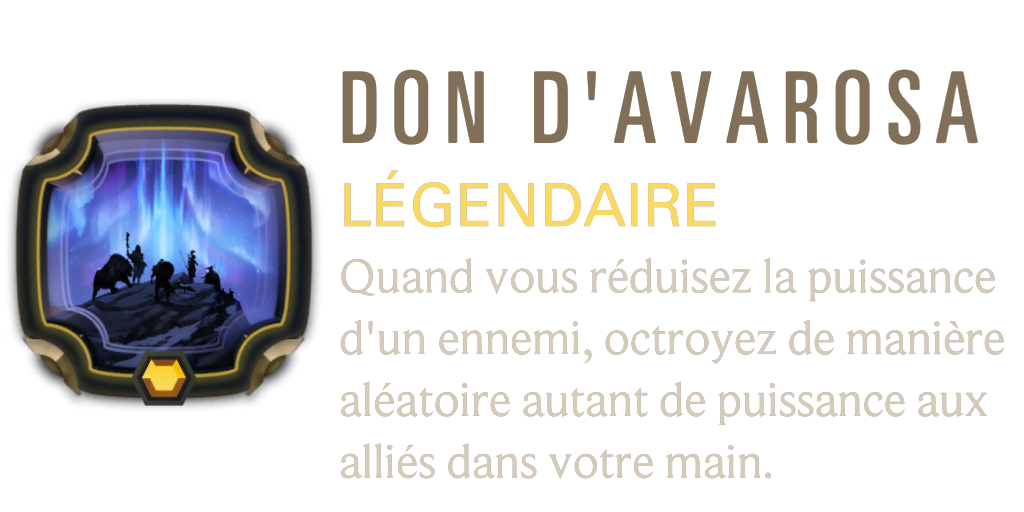 DON D'AVAROSA
LÉGENDAIRE
Quand vous réduisez la puissance
d'un ennemi, octroyez de manière
aléatoire autant de puissance aux
alliés dans votre main.